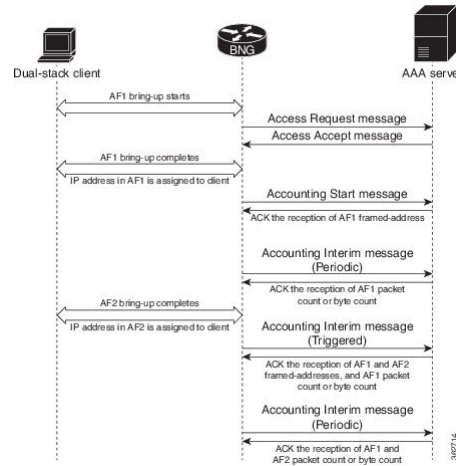 BNG
Dual-stack client
AAA server
AF1 bring-up starts
Access Request message
Access Accept message
AF1 bring-up completes
IP address in AF1 is assigned to client
Accounting Start message
ACK the reception of AF1 framed-address
Accounting Interim message
(Periodic)
ACK the reception of AF1 packet
count or byte count
AF2 bring-up completes
IP address in AF2 is assigned to client
Accounting Interim message
(Triggered)
ACK the reception of AF1 and AF2
framed-addresses, and AF1 packet
count or byte count
Accounting Interim message
(Periodic)
ACK the reception of AF1 and
AF2 packet count or byte count
362714